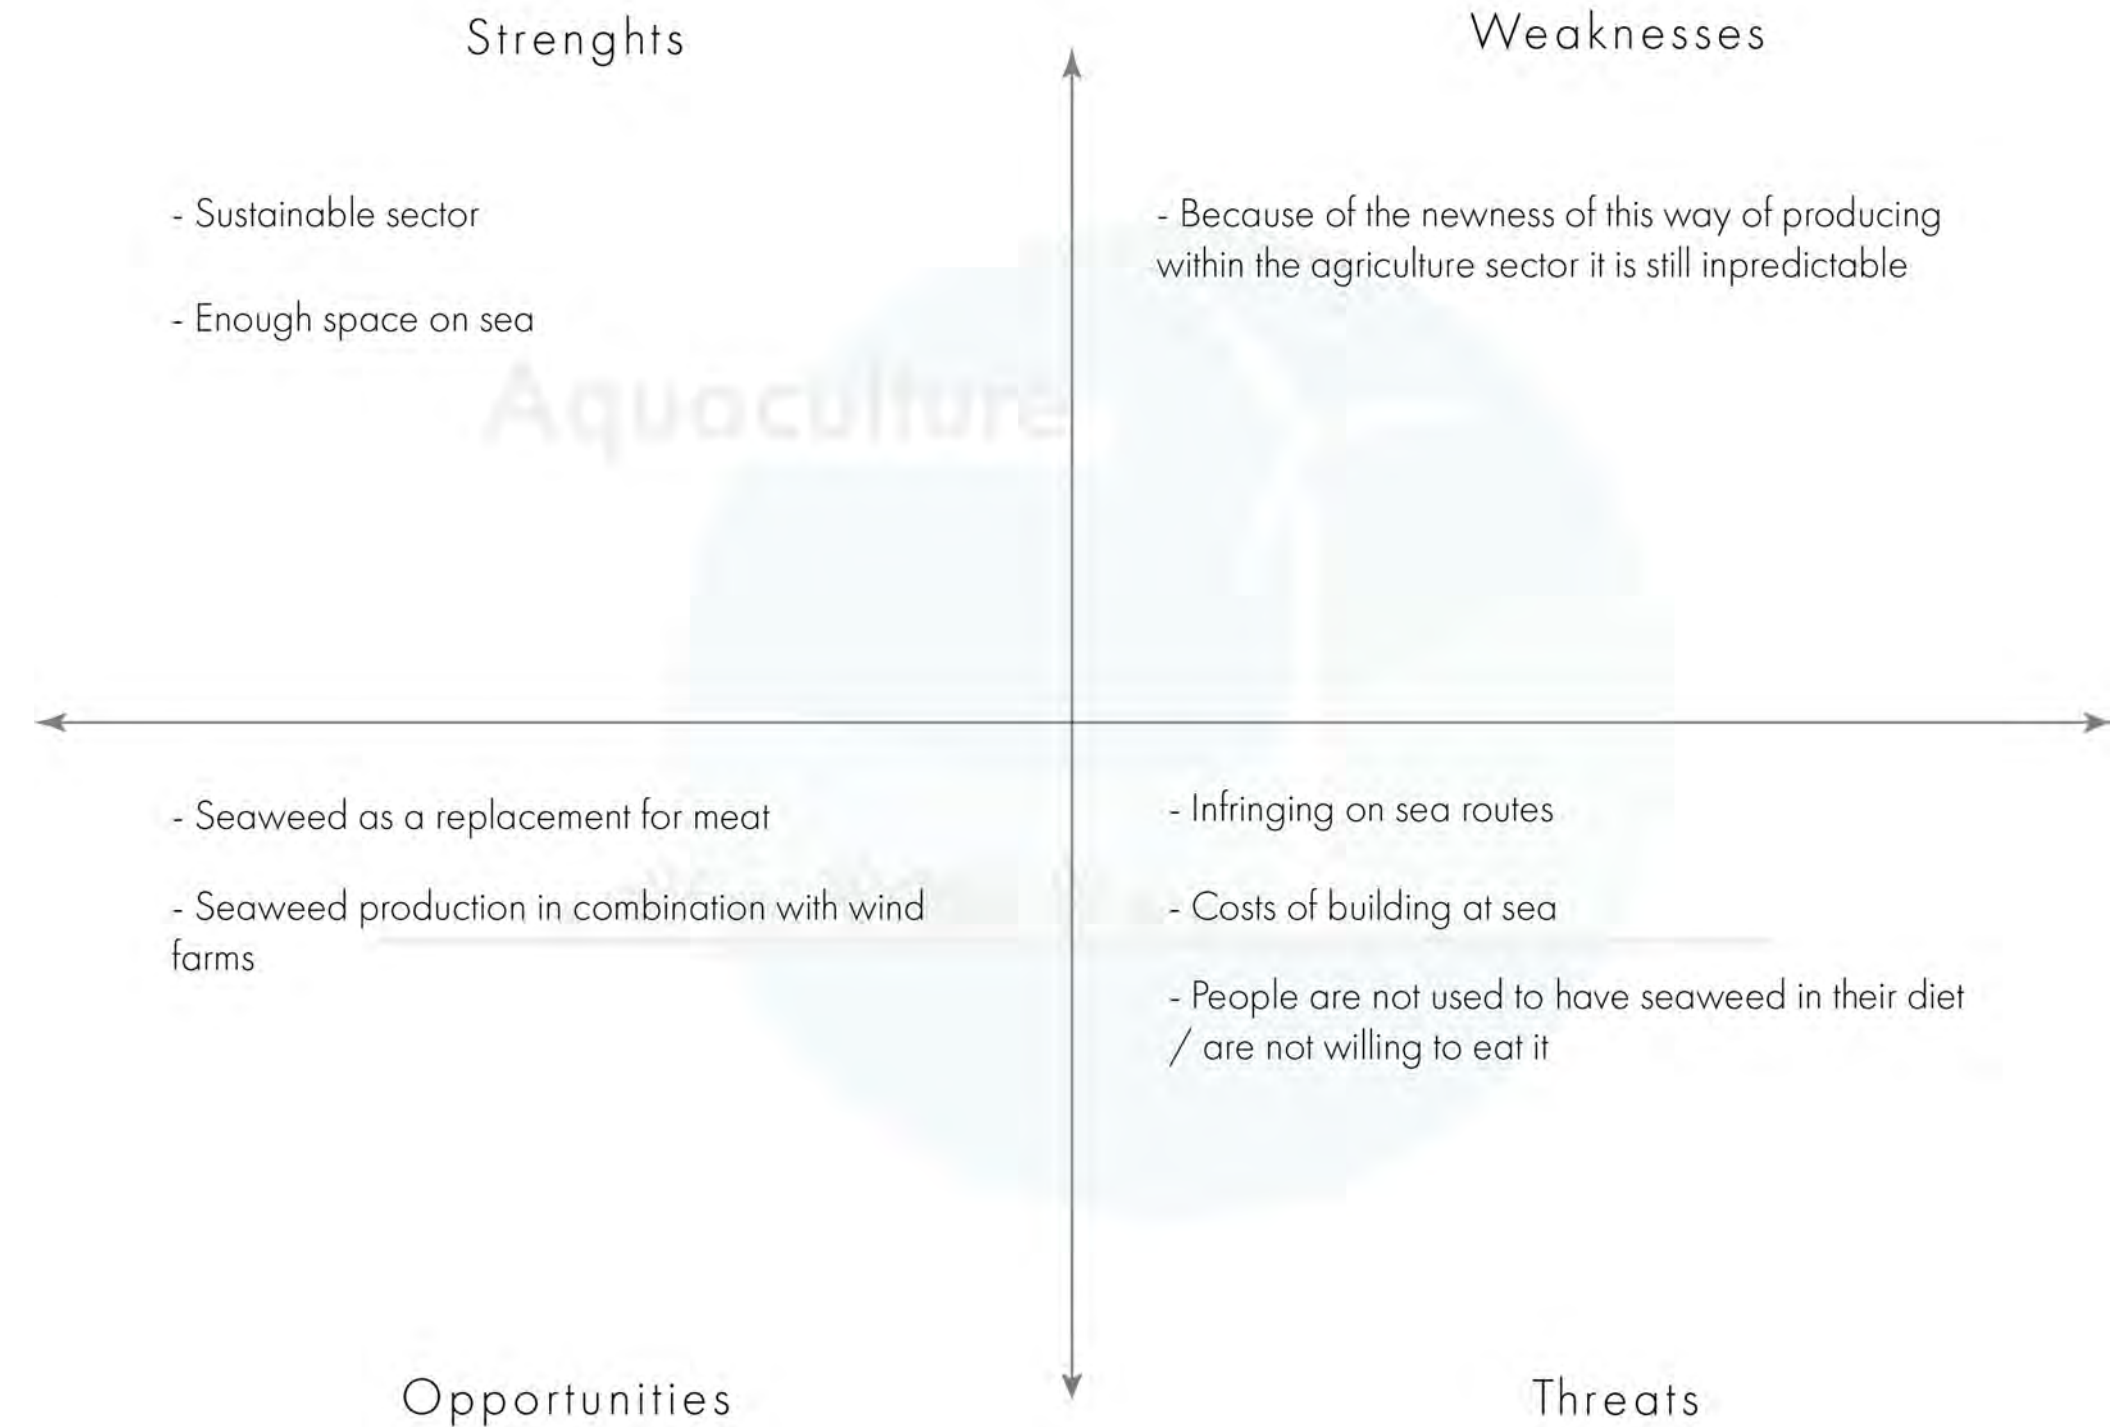 Strenghts
Weaknesses
- Sustainable sector
- Enough space on sea
- Because of the newness of this way of producing
within the agriculture sector it is still inpredictable
Aquaculture
- Seaweed as a replacement for meat
- Seaweed production in combination with wind
farms
- Infringing on sea routes
- Costs of building at sea
- People are not used to have seaweed in their diet
/ are not willing to eat it
Opportunities
Threats